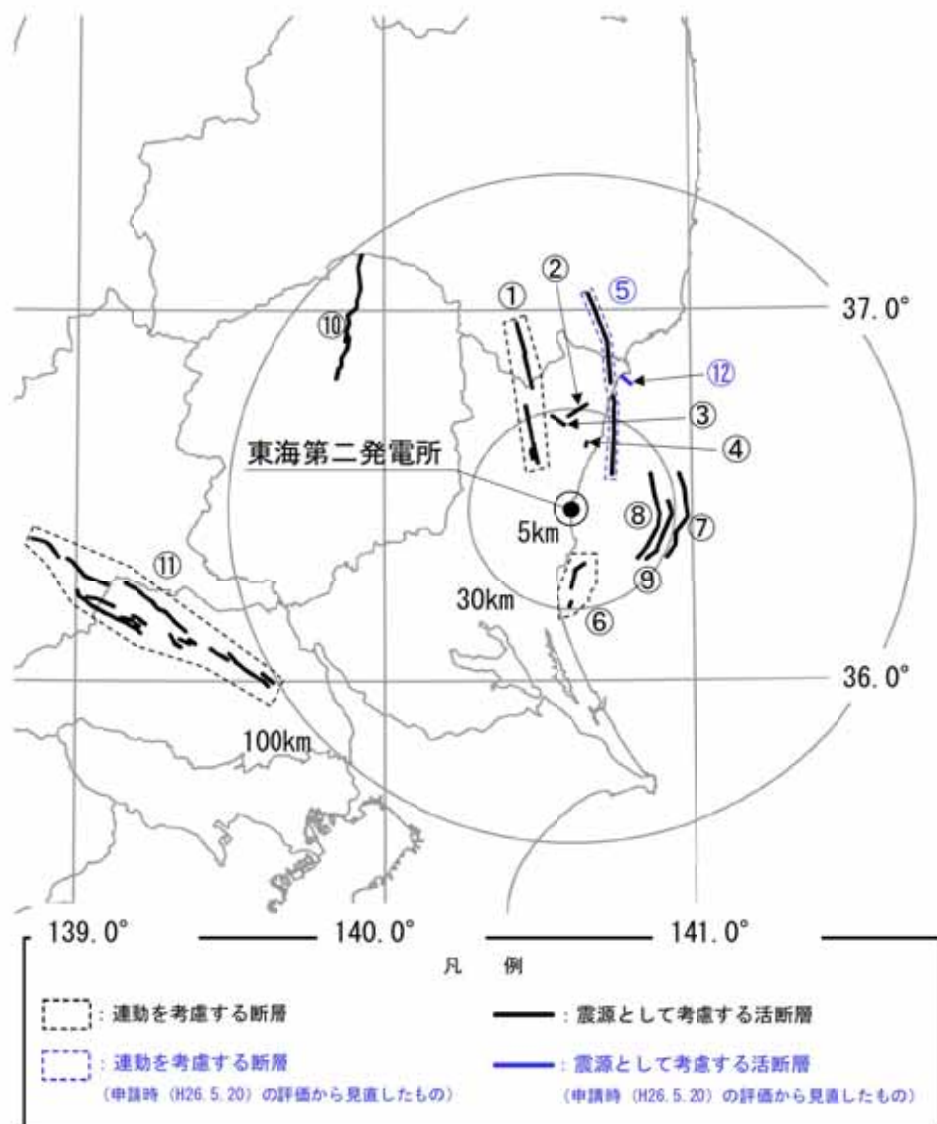 ②
①
⑤
37.0°
⑩
⑫
③
東海第二発電所
④
5km
⑧
⑦
⑪
⑨
30km
⑥
36.0°
100km
139.0°
140.0°
141.0°
凡 例
：連動を考慮する断層
：震源として考慮する活断層
：連動を考慮する断層
（申請時（H26.5.20）の評価から見直したもの）
：震源として考慮する活断層
（申請時（H26.5.20）の評価から見直したもの）